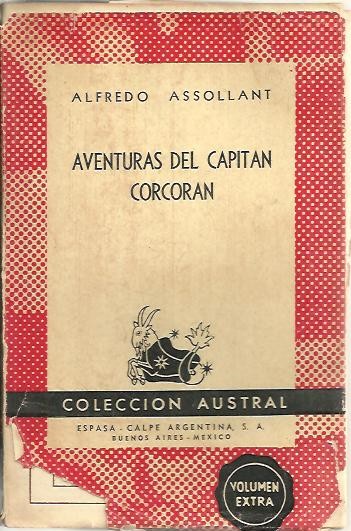 ALFREDO ASSOLLANT
AVENTURAS DEL CAPITAN
CORCORAN
COLECCION AUSTRAL
ESPASA - CALPE ARGENTINA, S. A.
BUENOS AIRES - MEXICO
VOLUMEN
EXTRA